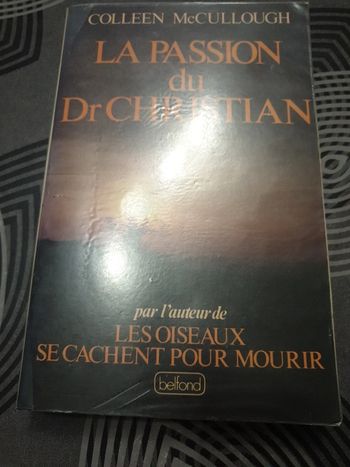 COLLEEN McCULLOUGH
LA PASSION
du
Dr CHRISTIAN
par l'auteur de
LES OISEAUX
SE CACHENT POUR MOURIR
belfond